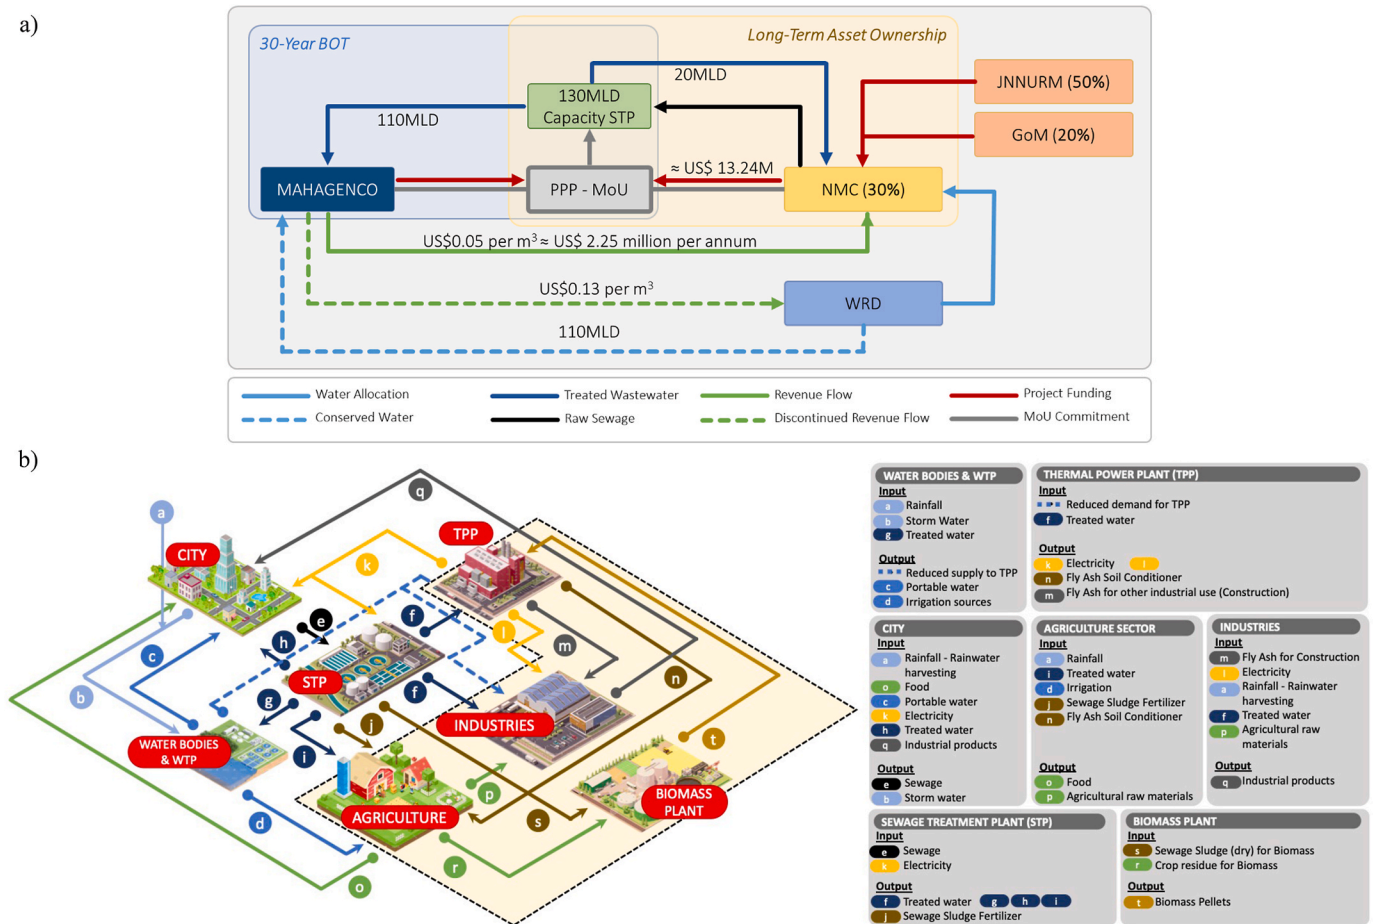 a)
30-Year BOT
Long-Term Asset Ownership
20MLD
JNNURM (50%)
130MLD
Capacity STP
110MLD
GoM (20%)
≈ US$ 13.24M
MAHAGENCO
PPP - MoU
NMC (30%)
US$0.05 per m³ ≈ US$ 2.25 million per annum
US$0.13 per m³
WRD
110MLD
Water Allocation
Treated Wastewater
Revenue Flow
Project Funding
Conserved Water
Raw Sewage
Discontinued Revenue Flow
MoU Commitment
b)
q
a
TPP
CITY
k
f
e
h
l
m
c
STP
n
b
g
f
INDUSTRIES
j
t
WATER BODIES
& WTP
i
p
BIOMASS
PLANT
AGRICULTURE
s
d
r
o
WATER BODIES & WTP
Input
a Rainfall
b Storm Water
g Treated water
Output
Reduced supply to TPP
c Portable water
d Irrigation sources
THERMAL POWER PLANT (TPP)
Input
Reduced demand for TPP
f Treated water
Output
k Electricity l
n Fly Ash Soil Conditioner
m Fly Ash for other industrial use (Construction)
CITY
Input
a Rainfall - Rainwater
harvesting
o Food
c Portable water
k Electricity
h Treated water
q Industrial products
Output
e Sewage
b Storm water
AGRICULTURE SECTOR
Input
a Rainfall
i Treated water
d Irrigation
j Sewage Sludge Fertilizer
n Fly Ash Soil Conditioner
Output
o Food
p Agricultural raw materials
INDUSTRIES
Input
m Fly Ash for Construction
l Electricity
a Rainfall - Rainwater
harvesting
f Treated water
p Agricultural raw
materials
Output
q Industrial products
SEWAGE TREATMENT PLANT (STP)
Input
e Sewage
k Electricity
Output
f Treated water g h i
j Sewage Sludge Fertilizer
BIOMASS PLANT
Input
s Sewage Sludge (dry) for Biomass
r Crop residue for Biomass
Output
t Biomass Pellets